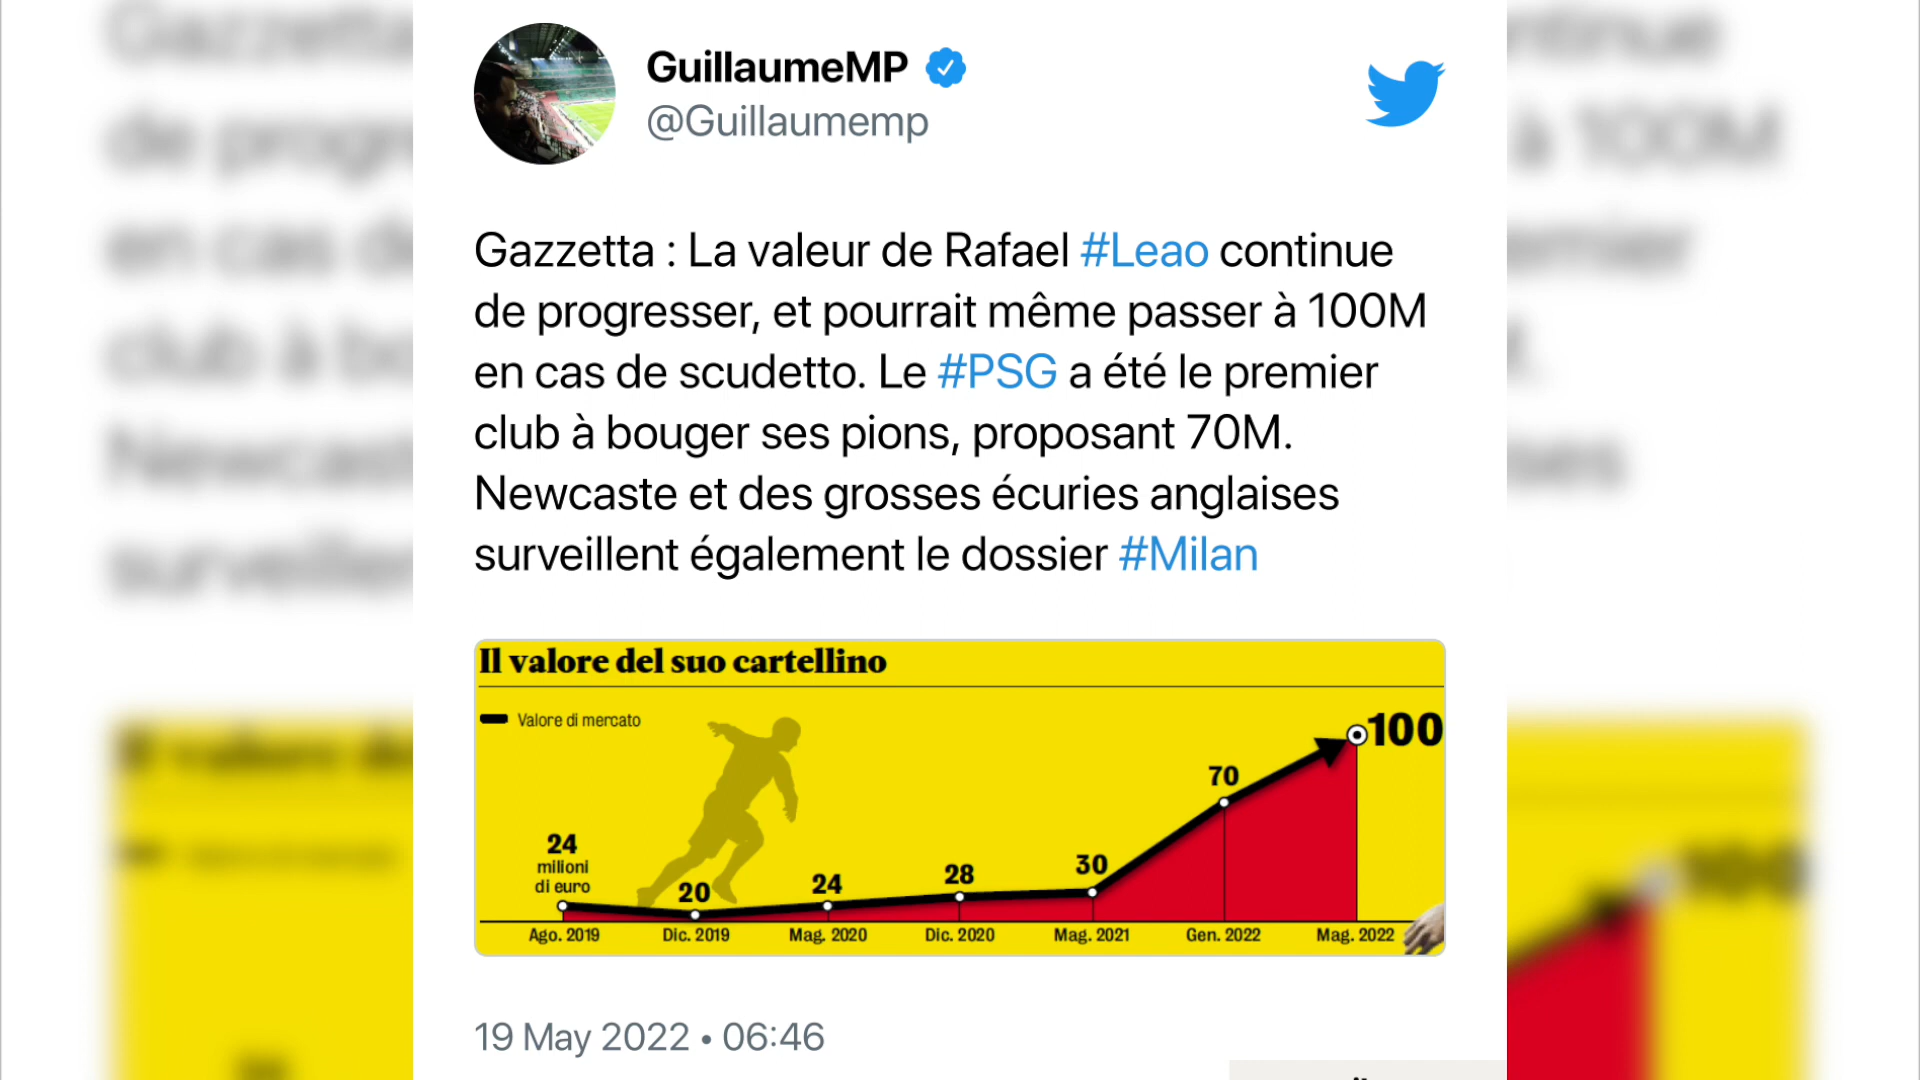 GuillaumeMP
@Guillaumemp
Gazzetta : La valeur de Rafael #Leao continue
de progresser, et pourrait même passer à 100M
en cas de scudetto. Le #PSG a été le premier
club à bouger ses pions, proposant 70M.
Newcaste et des grosses écuries anglaises
surveillent également le dossier #Milan
Il valore del suo cartellino
Valore di mercato
100
70
24
milioni
di euro
20
24
28
30
Ago. 2019 Dic. 2019 Mag. 2020 Dic. 2020 Mag. 2021 Gen. 2022 Mag. 2022
19 May 2022 • 06:46